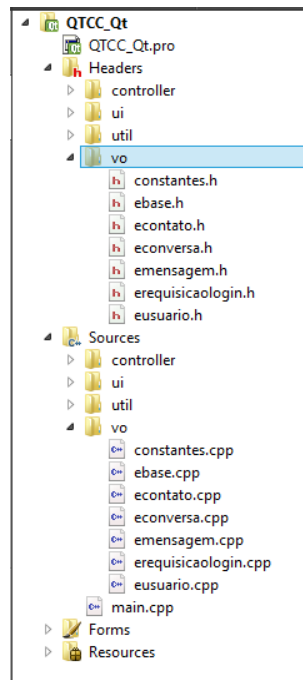 QTCC_Qt
QTCC_Qt.pro
Headers
controller
ui
util
vo
constantes.h
ebase.h
econtato.h
econversa.h
emensagem.h
erequisicaologin.h
eusuario.h
Sources
controller
ui
util
vo
constantes.cpp
ebase.cpp
econtato.cpp
econversa.cpp
emensagem.cpp
erequisicaologin.cpp
eusuario.cpp
main.cpp
Forms
Resources